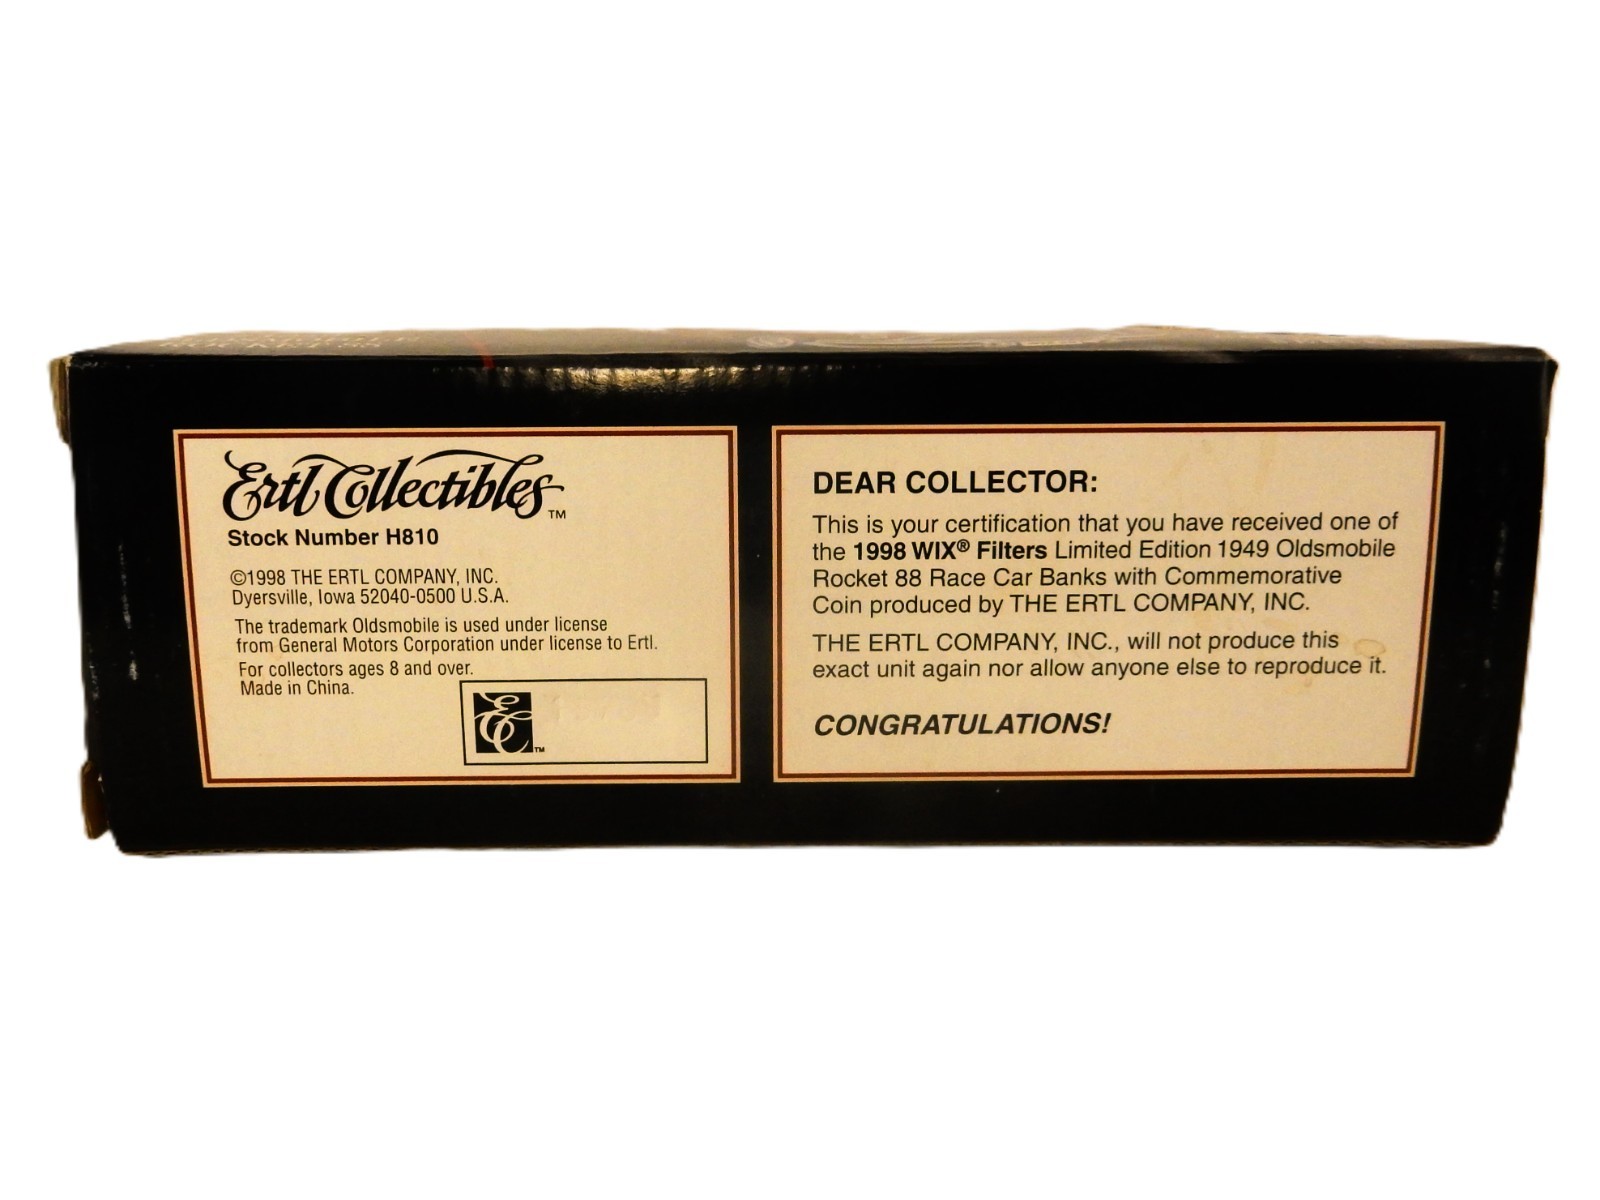 Ertl Collectibles™
Stock Number H810
©1998 THE ERTL COMPANY, INC.
Dyersville, Iowa 52040-0500 U.S.A.
The trademark Oldsmobile is used under license
from General Motors Corporation under license to Ertl.
For collectors ages 8 and over.
Made in China.
EC™
DEAR COLLECTOR:
This is your certification that you have received one of
the 1998 WIX® Filters Limited Edition 1949 Oldsmobile
Rocket 88 Race Car Banks with Commemorative
Coin produced by THE ERTL COMPANY, INC.
THE ERTL COMPANY, INC., will not produce this
exact unit again nor allow anyone else to reproduce it.
CONGRATULATIONS!